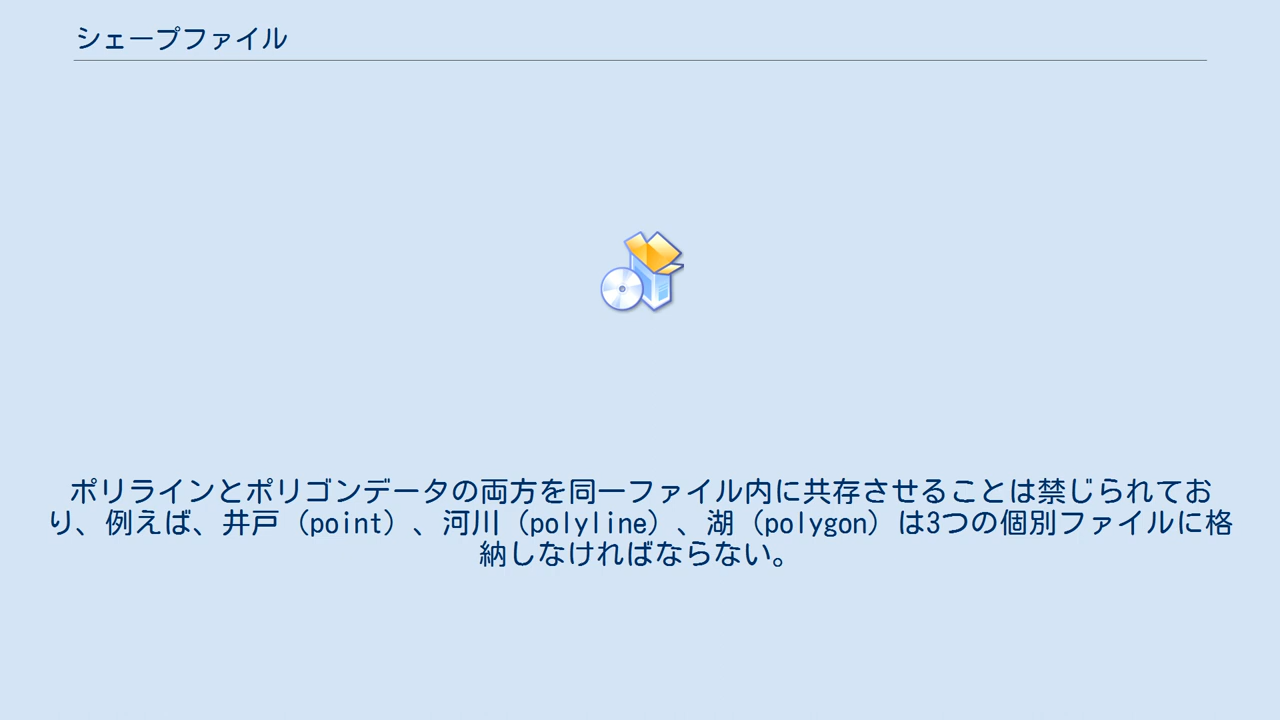 シェープファイル
ポリラインとポリゴンデータの両方を同一ファイル内に共存させることは禁じられてお
り、例えば、井戸（point）、河川（polyline）、湖（polygon）は3つの個別ファイルに格
納しなければならない。